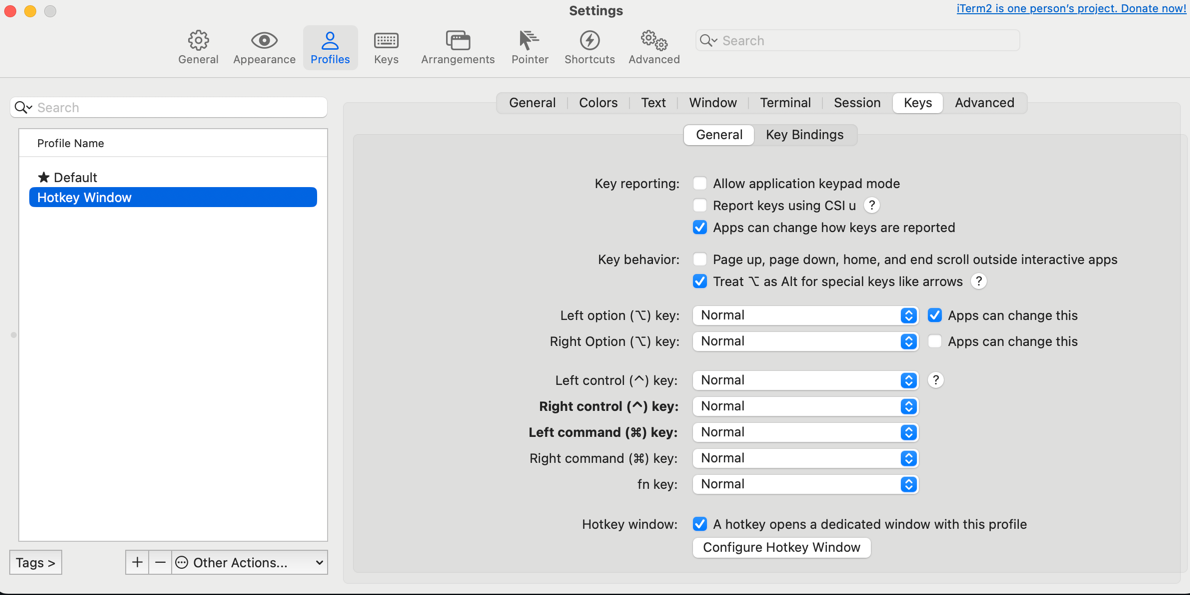 Settings
iTerm2 is one person's project. Donate now!
General Appearance Profiles Keys Arrangements Pointer Shortcuts Advanced
Search
Search
Profile Name
★ Default
Hotkey Window
Tags >
+ − Other Actions...
General Colors Text Window Terminal Session Keys Advanced
General Key Bindings
Key reporting: Allow application keypad mode
Report keys using CSI u ?
Apps can change how keys are reported
Key behavior: Page up, page down, home, and end scroll outside interactive apps
Treat ⌥ as Alt for special keys like arrows ?
Left option (⌥) key: Normal Apps can change this
Right Option (⌥) key: Normal Apps can change this
Left control (^) key: Normal ?
Right control (^) key: Normal
Left command (⌘) key: Normal
Right command (⌘) key: Normal
fn key: Normal
Hotkey window: A hotkey opens a dedicated window with this profile
Configure Hotkey Window